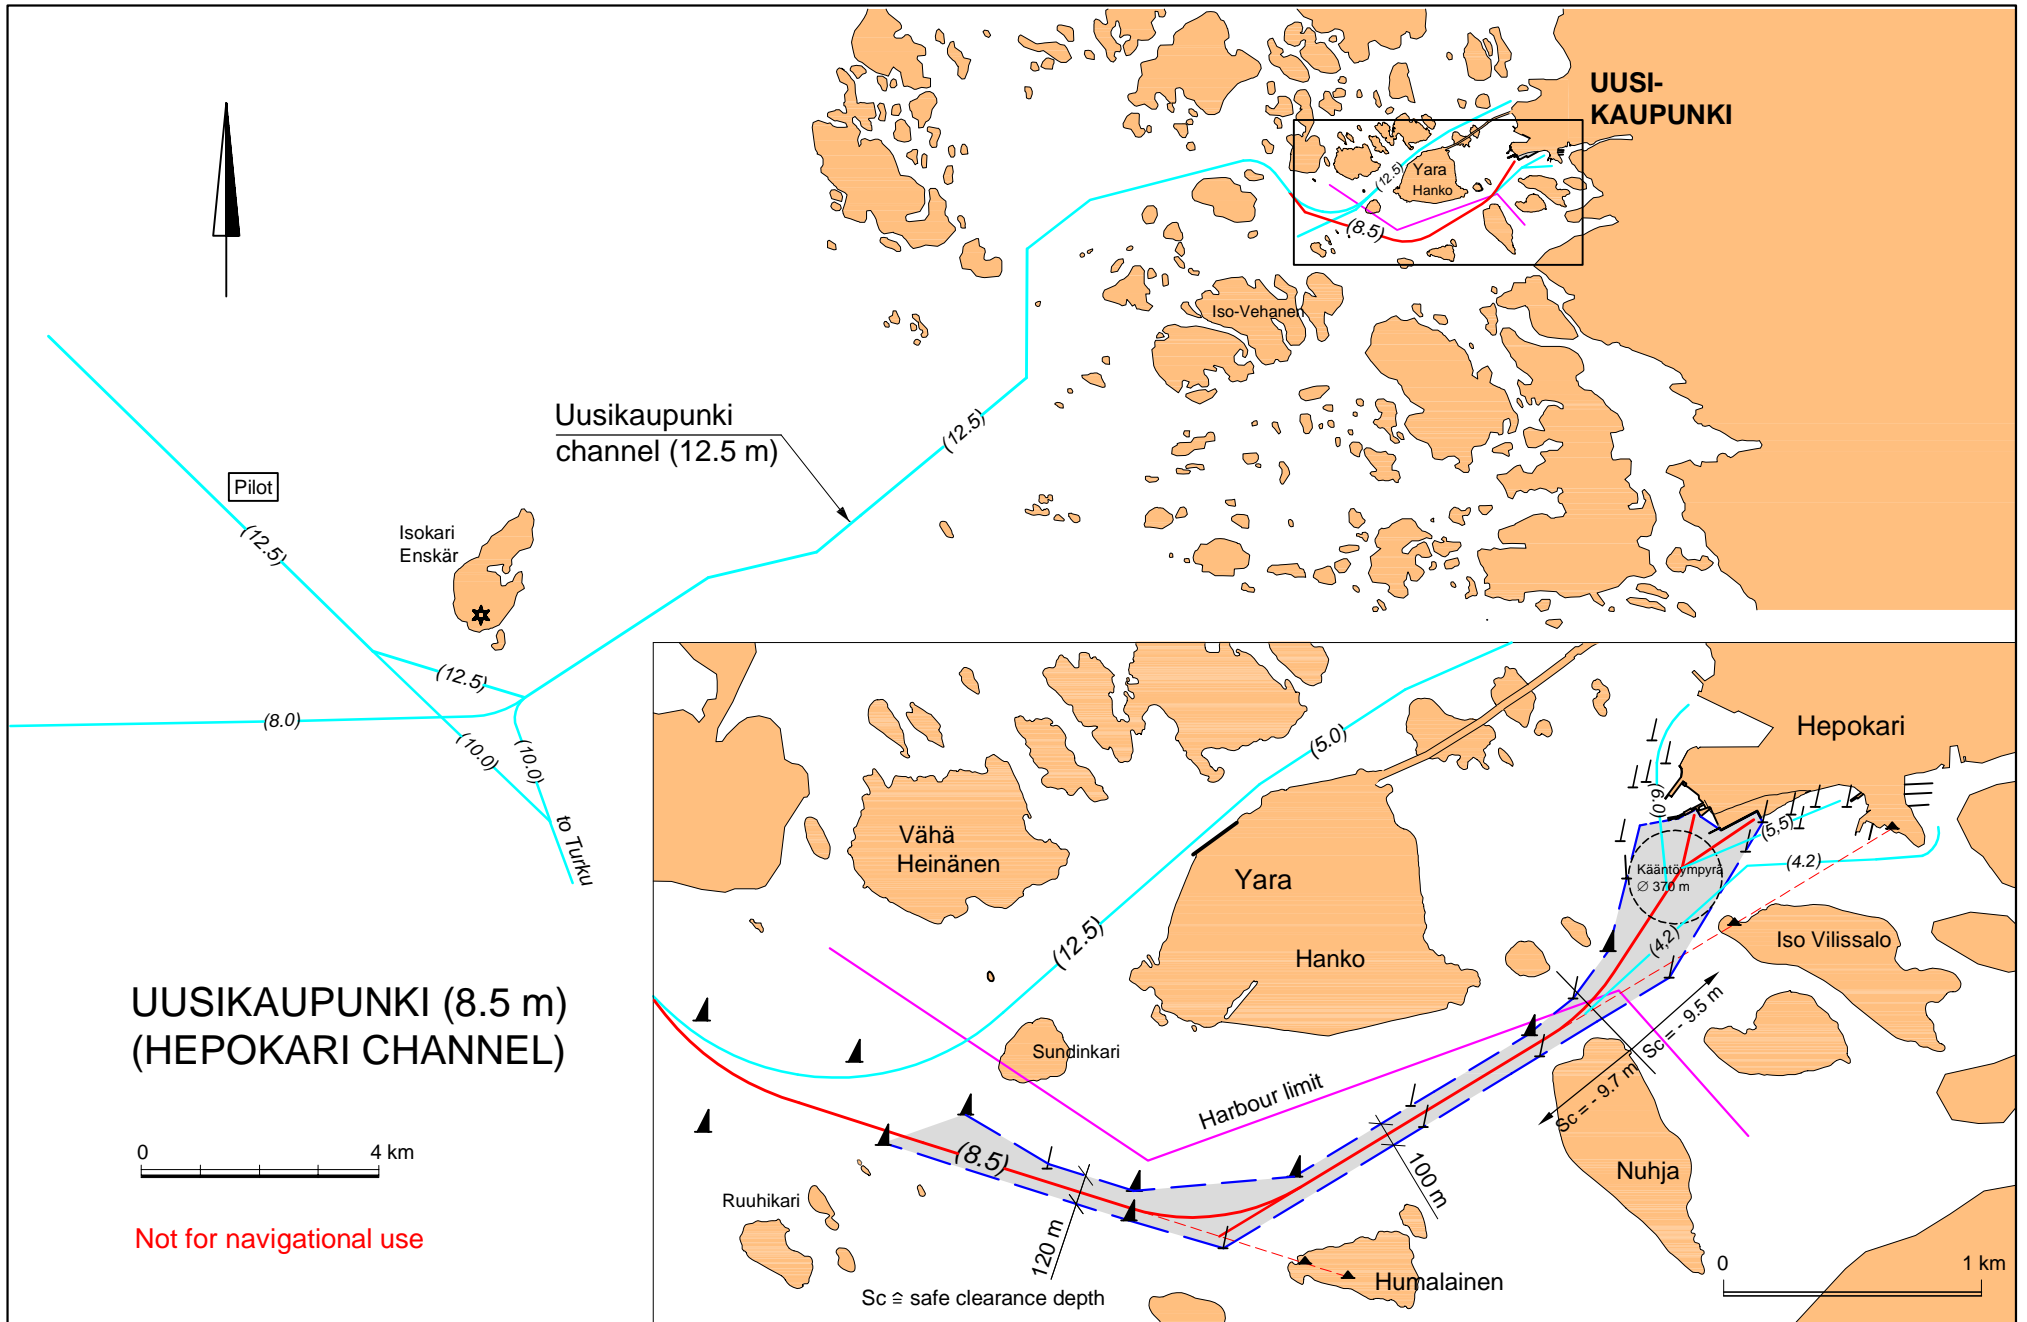 UUSI-
KAUPUNKI
Yara
Hanko
(12.5)
(8.5)
Iso-Vehanen
Uusikaupunki
channel (12.5 m)
(12.5)
Pilot
(12.5)
Isokari
Enskär
(12.5)
(8.0)
(10.0)
(10.0)
to Turku
UUSIKAUPUNKI (8.5 m)
(HEPOKARI CHANNEL)
0 4 km
Not for navigational use
Hepokari
(5.0)
(6.0)
(5,5)
(4.2)
Kääntöympyrä
∅ 370 m
(4,2)
Vähä
Heinänen
Yara
Hanko
(12.5)
Iso Vilissalo
Sundinkari
Harbour limit
Sc = - 9.5 m
Sc = - 9.7 m
(8.5)
100 m
Nuhja
Ruuhikari
120 m
Humalainen
Sc ≙ safe clearance depth
0 1 km